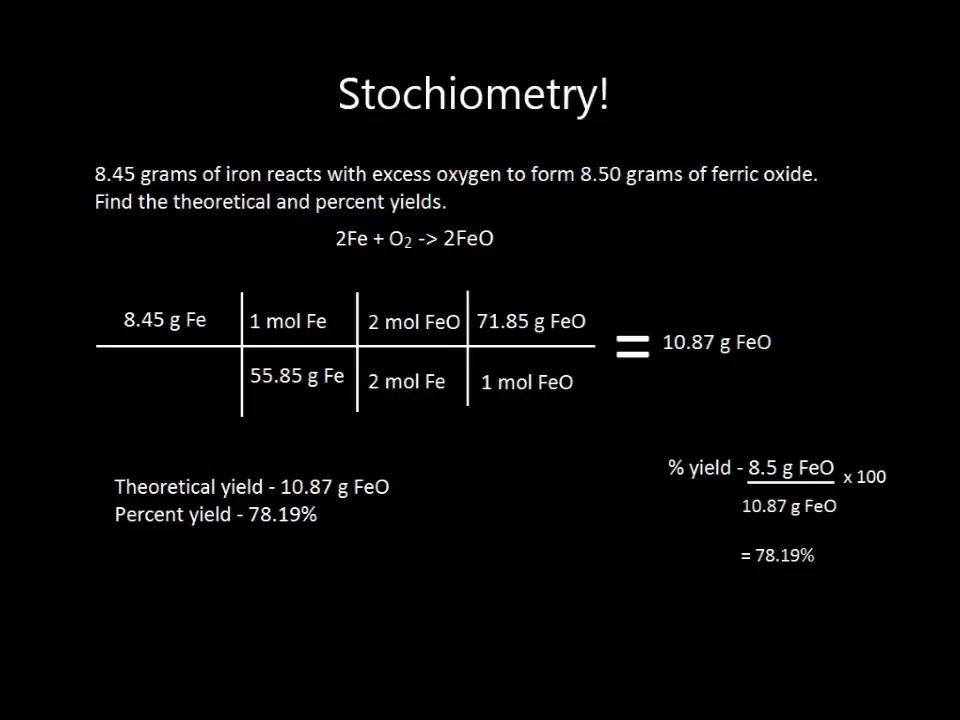 Stochiometry!
8.45 grams of iron reacts with excess oxygen to form 8.50 grams of ferric oxide.
Find the theoretical and percent yields.
2Fe + O₂ -> 2FeO
8.45 g Fe 1 mol Fe 2 mol FeO 71.85 g FeO
55.85 g Fe 2 mol Fe 1 mol FeO
= 10.87 g FeO
Theoretical yield - 10.87 g FeO
Percent yield - 78.19%
% yield - 8.5 g FeO x 100
10.87 g FeO
= 78.19%